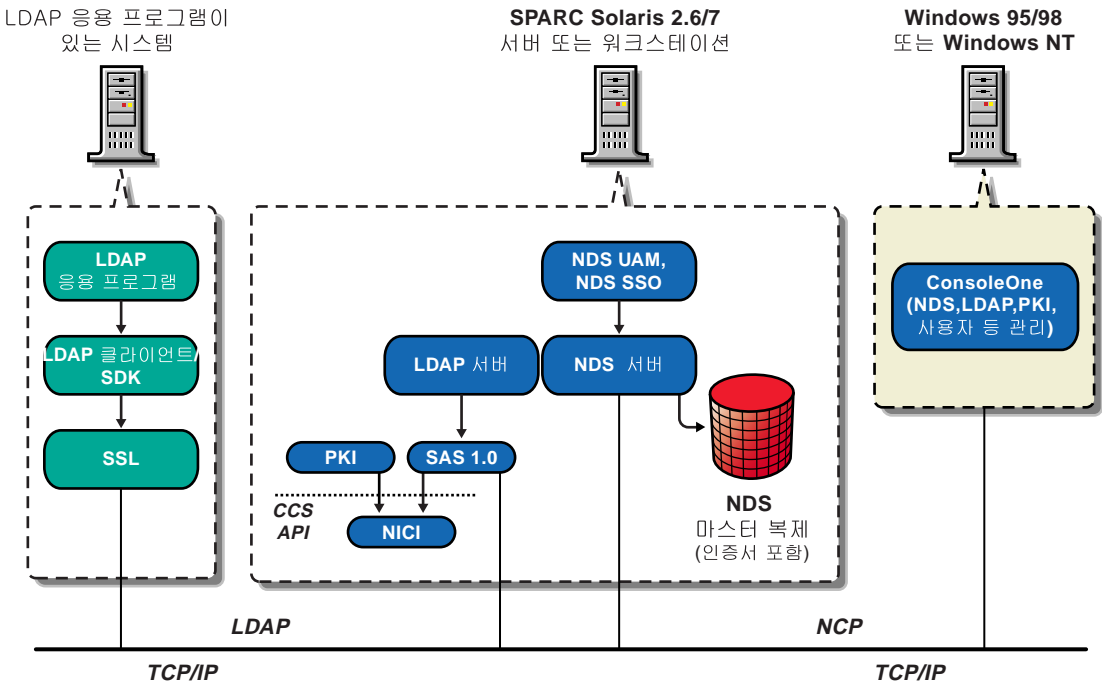 LDAP 응용 프로그램이
있는 시스템
SPARC Solaris 2.6/7
서버 또는 워크스테이션
Windows 95/98
또는 Windows NT
LDAP
응용 프로그램
LDAP 클라이언트/
SDK
SSL
NDS UAM,
NDS SSO
LDAP 서버
NDS 서버
PKI
SAS 1.0
CCS
API
NICI
NDS
마스터 복제
(인증서 포함)
ConsoleOne
(NDS,LDAP,PKI,
사용자 등 관리)
LDAP
NCP
TCP/IP
TCP/IP